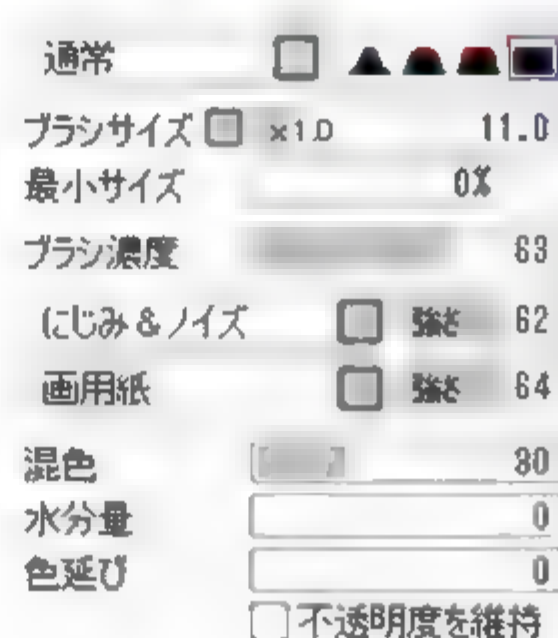 通常
ブラシサイズ x1.0 11.0
最小サイズ 0%
ブラシ濃度 63
にじみ&ノイズ 強さ 62
画用紙 強さ 64
混色
水分量 0
色延び 0
不透明度を維持